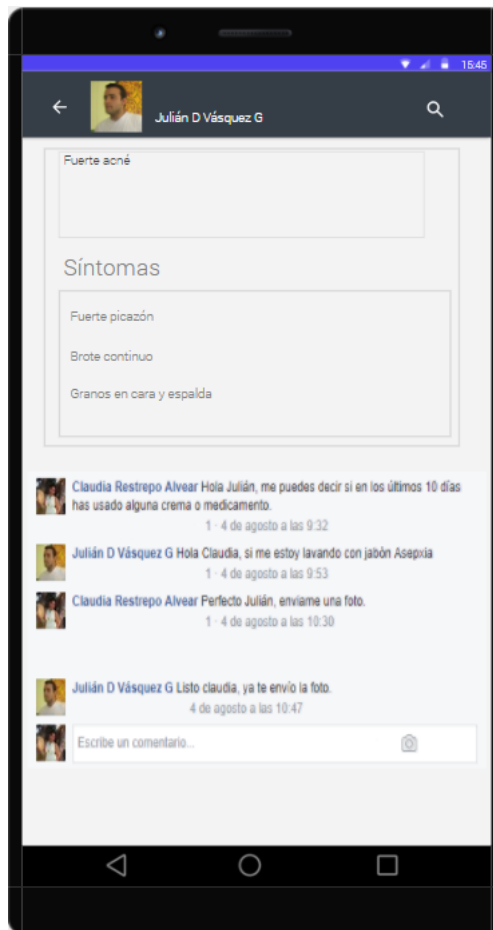 15:45
Julián D Vásquez G
Fuerte acné
Síntomas
Fuerte picazón
Brote continuo
Granos en cara y espalda
Claudia Restrepo Alvear Hola Julián, me puedes decir si en los últimos 10 días
has usado alguna crema o medicamento.
1 · 4 de agosto a las 9:32
Julián D Vásquez G Hola Claudia, si me estoy lavando con jabòn Asepxia
1 · 4 de agosto a las 9:53
Claudia Restrepo Alvear Perfecto Julián, enviame una foto.
1 · 4 de agosto a las 10:30
Julián D Vásquez G Listo claudia, ya te envío la foto.
4 de agosto a las 10:47
Escribe un comentario...